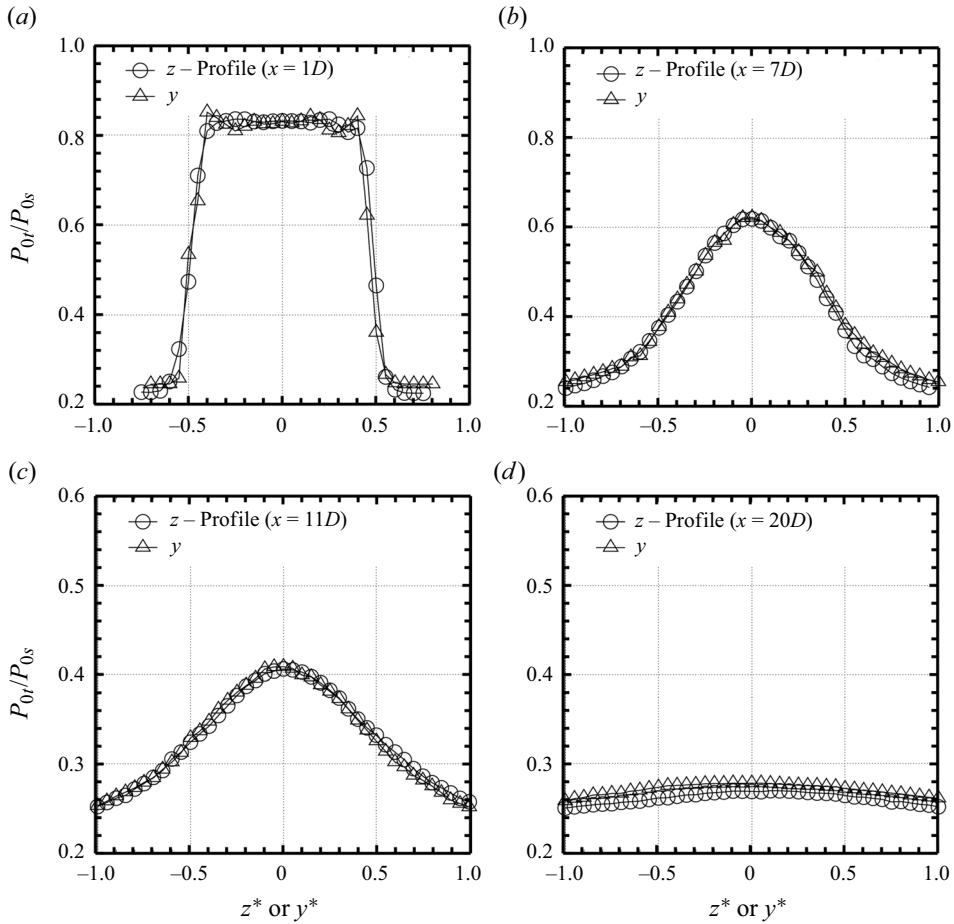 (a)
1.0
0.8
0.6
0.4
0.2
P0t/P0s
z – Profile (x = 1D)
y
–1.0 –0.5 0 0.5 1.0
(b)
1.0
0.8
0.6
0.4
0.2
z – Profile (x = 7D)
y
–1.0 –0.5 0 0.5 1.0
(c)
0.6
0.5
0.4
0.3
0.2
P0t/P0s
z – Profile (x = 11D)
y
–1.0 –0.5 0 0.5 1.0
z* or y*
(d)
0.6
0.5
0.4
0.3
0.2
z – Profile (x = 20D)
y
–1.0 –0.5 0 0.5 1.0
z* or y*